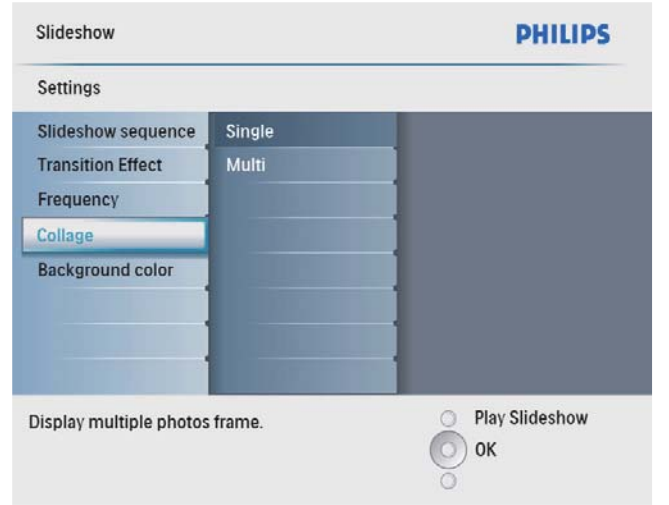 Slideshow
PHILIPS
Settings
Slideshow sequence
Single
Transition Effect
Multi
Frequency
Collage
Background color
Display multiple photos frame.
Play Slideshow
OK